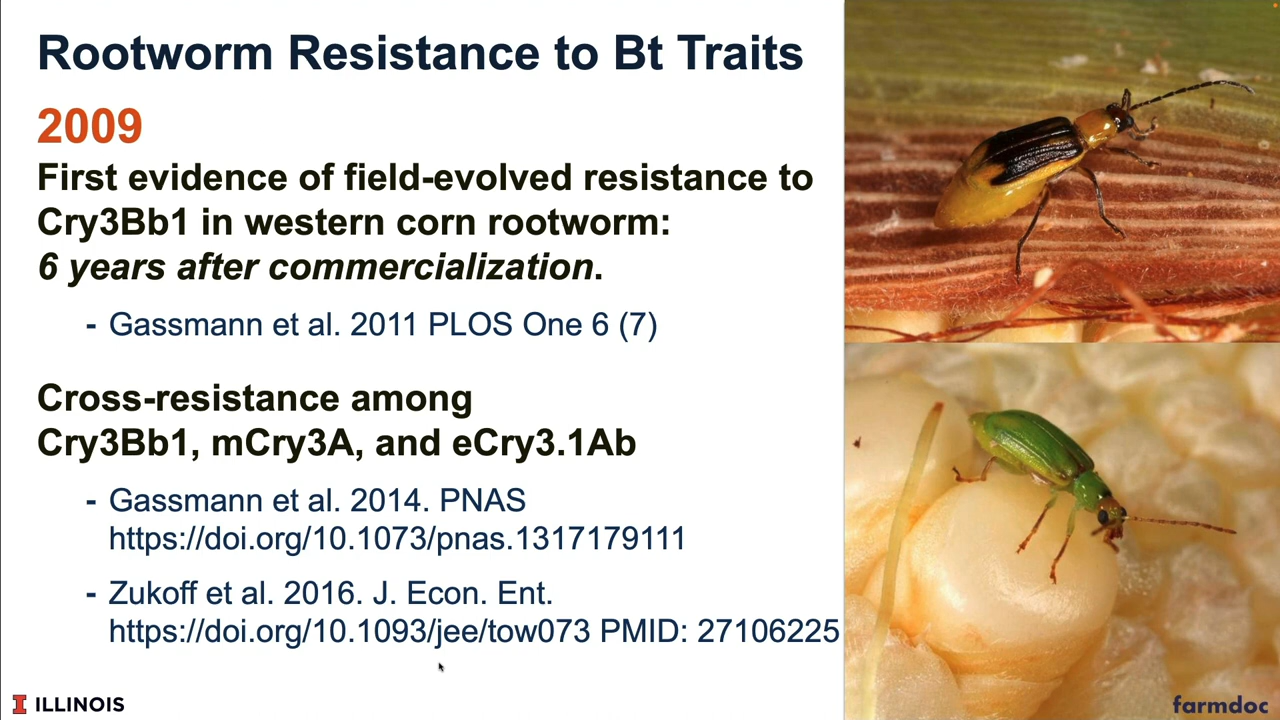 Rootworm Resistance to Bt Traits
2009
First evidence of field-evolved resistance to
Cry3Bb1 in western corn rootworm:
6 years after commercialization.
- Gassmann et al. 2011 PLOS One 6 (7)
Cross-resistance among
Cry3Bb1, mCry3A, and eCry3.1Ab
- Gassmann et al. 2014. PNAS
https://doi.org/10.1073/pnas.1317179111
- Zukoff et al. 2016. J. Econ. Ent.
https://doi.org/10.1093/jee/tow073 PMID: 27106225
I ILLINOIS
farmdoc